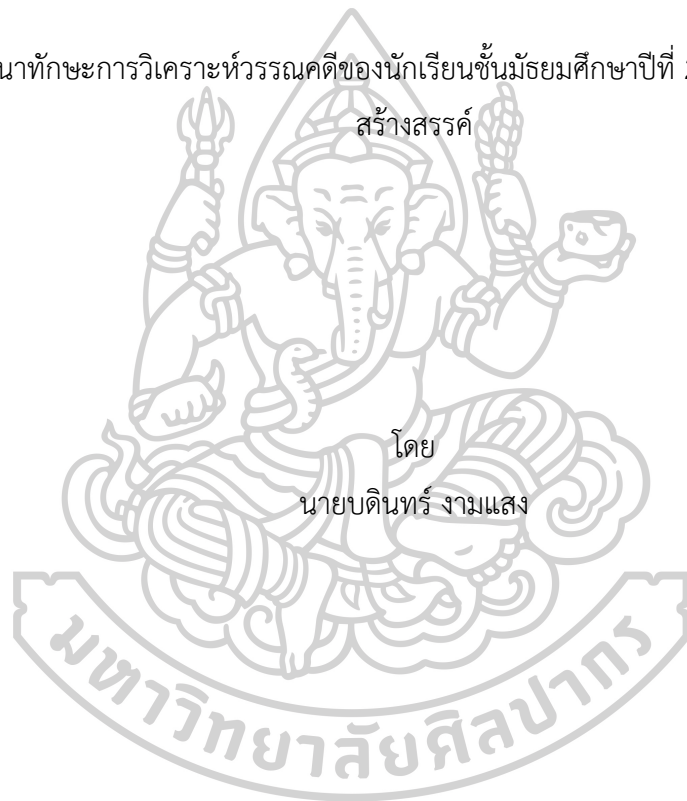 นาทักษะการวิเคราะห์วรรณคดีของนักเรียนชั้นมัธยมศึกษาปีที่
สร้างสรรค์
โดย
นายบดินทร์ งามแสง
มหาวิทยาลัยศิลปากร